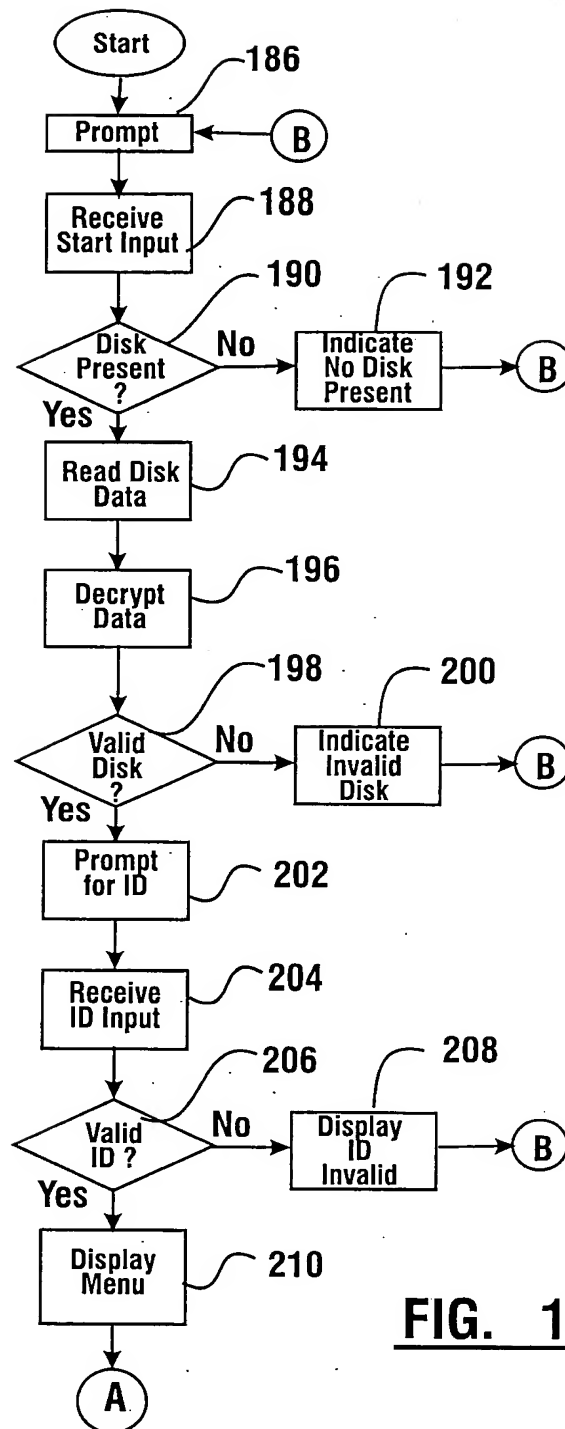 Start
186
Prompt
B
Receive
Start Input
188
190
Disk
Present
?
No
192
Indicate
No Disk
Present
B
Yes
Read Disk
Data
194
Decrypt
Data
196
198
Valid
Disk
?
No
200
Indicate
Invalid
Disk
B
Yes
Prompt
for ID
202
Receive
ID Input
204
206
Valid
ID ?
No
208
Display
ID
Invalid
B
Yes
Display
Menu
210
A
FIG. 1